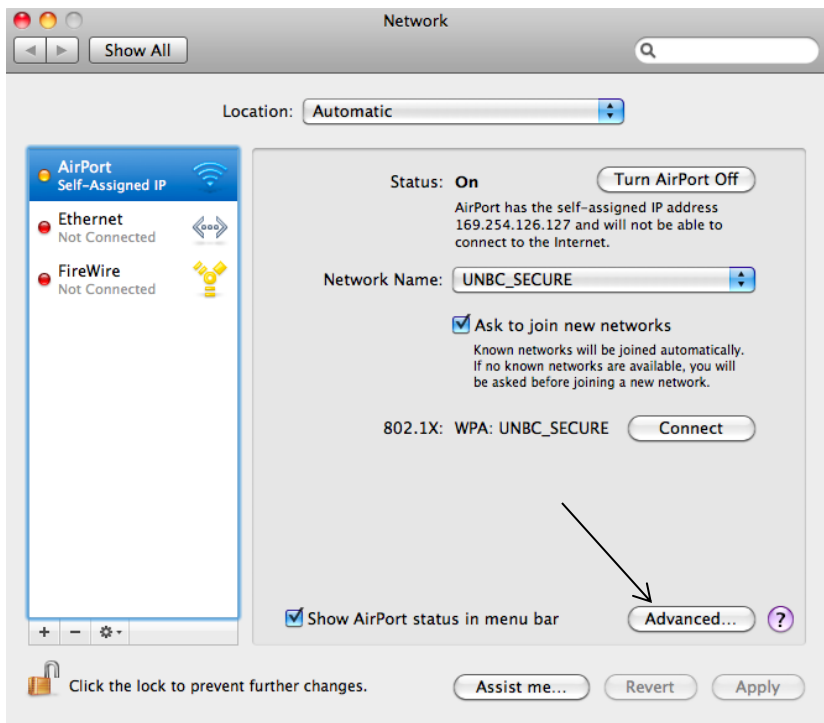 Network
Show All
Location: Automatic
AirPort
Self-Assigned IP
Ethernet
Not Connected
FireWire
Not Connected
Status: On
Turn AirPort Off
AirPort has the self-assigned IP address
169.254.126.127 and will not be able to
connect to the Internet.
Network Name: UNBC_SECURE
Ask to join new networks
Known networks will be joined automatically.
If no known networks are available, you will
be asked before joining a new network.
802.1X: WPA: UNBC_SECURE Connect
Show AirPort status in menu bar
Advanced... ?
+ −
Click the lock to prevent further changes.
Assist me... Revert Apply